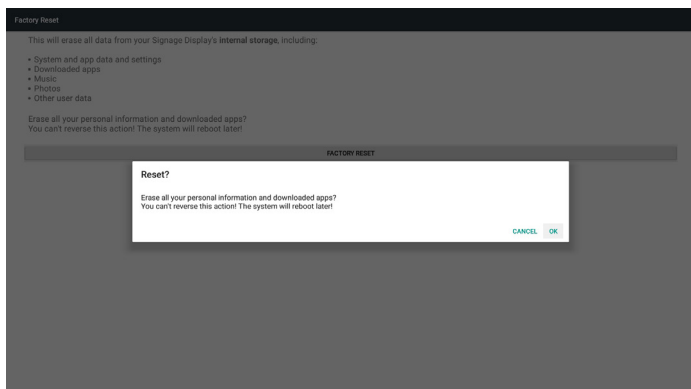 Factory Reset
This will erase all data from your Signage Display's internal storage, including:
• System and app data and settings
• Downloaded apps
• Music
• Photos
• Other user data
Erase all your personal information and downloaded apps?
You can't reverse this action! The system will reboot later!
FACTORY RESET
Reset?
Erase all your personal information and downloaded apps?
You can't reverse this action! The system will reboot later!
CANCEL OK